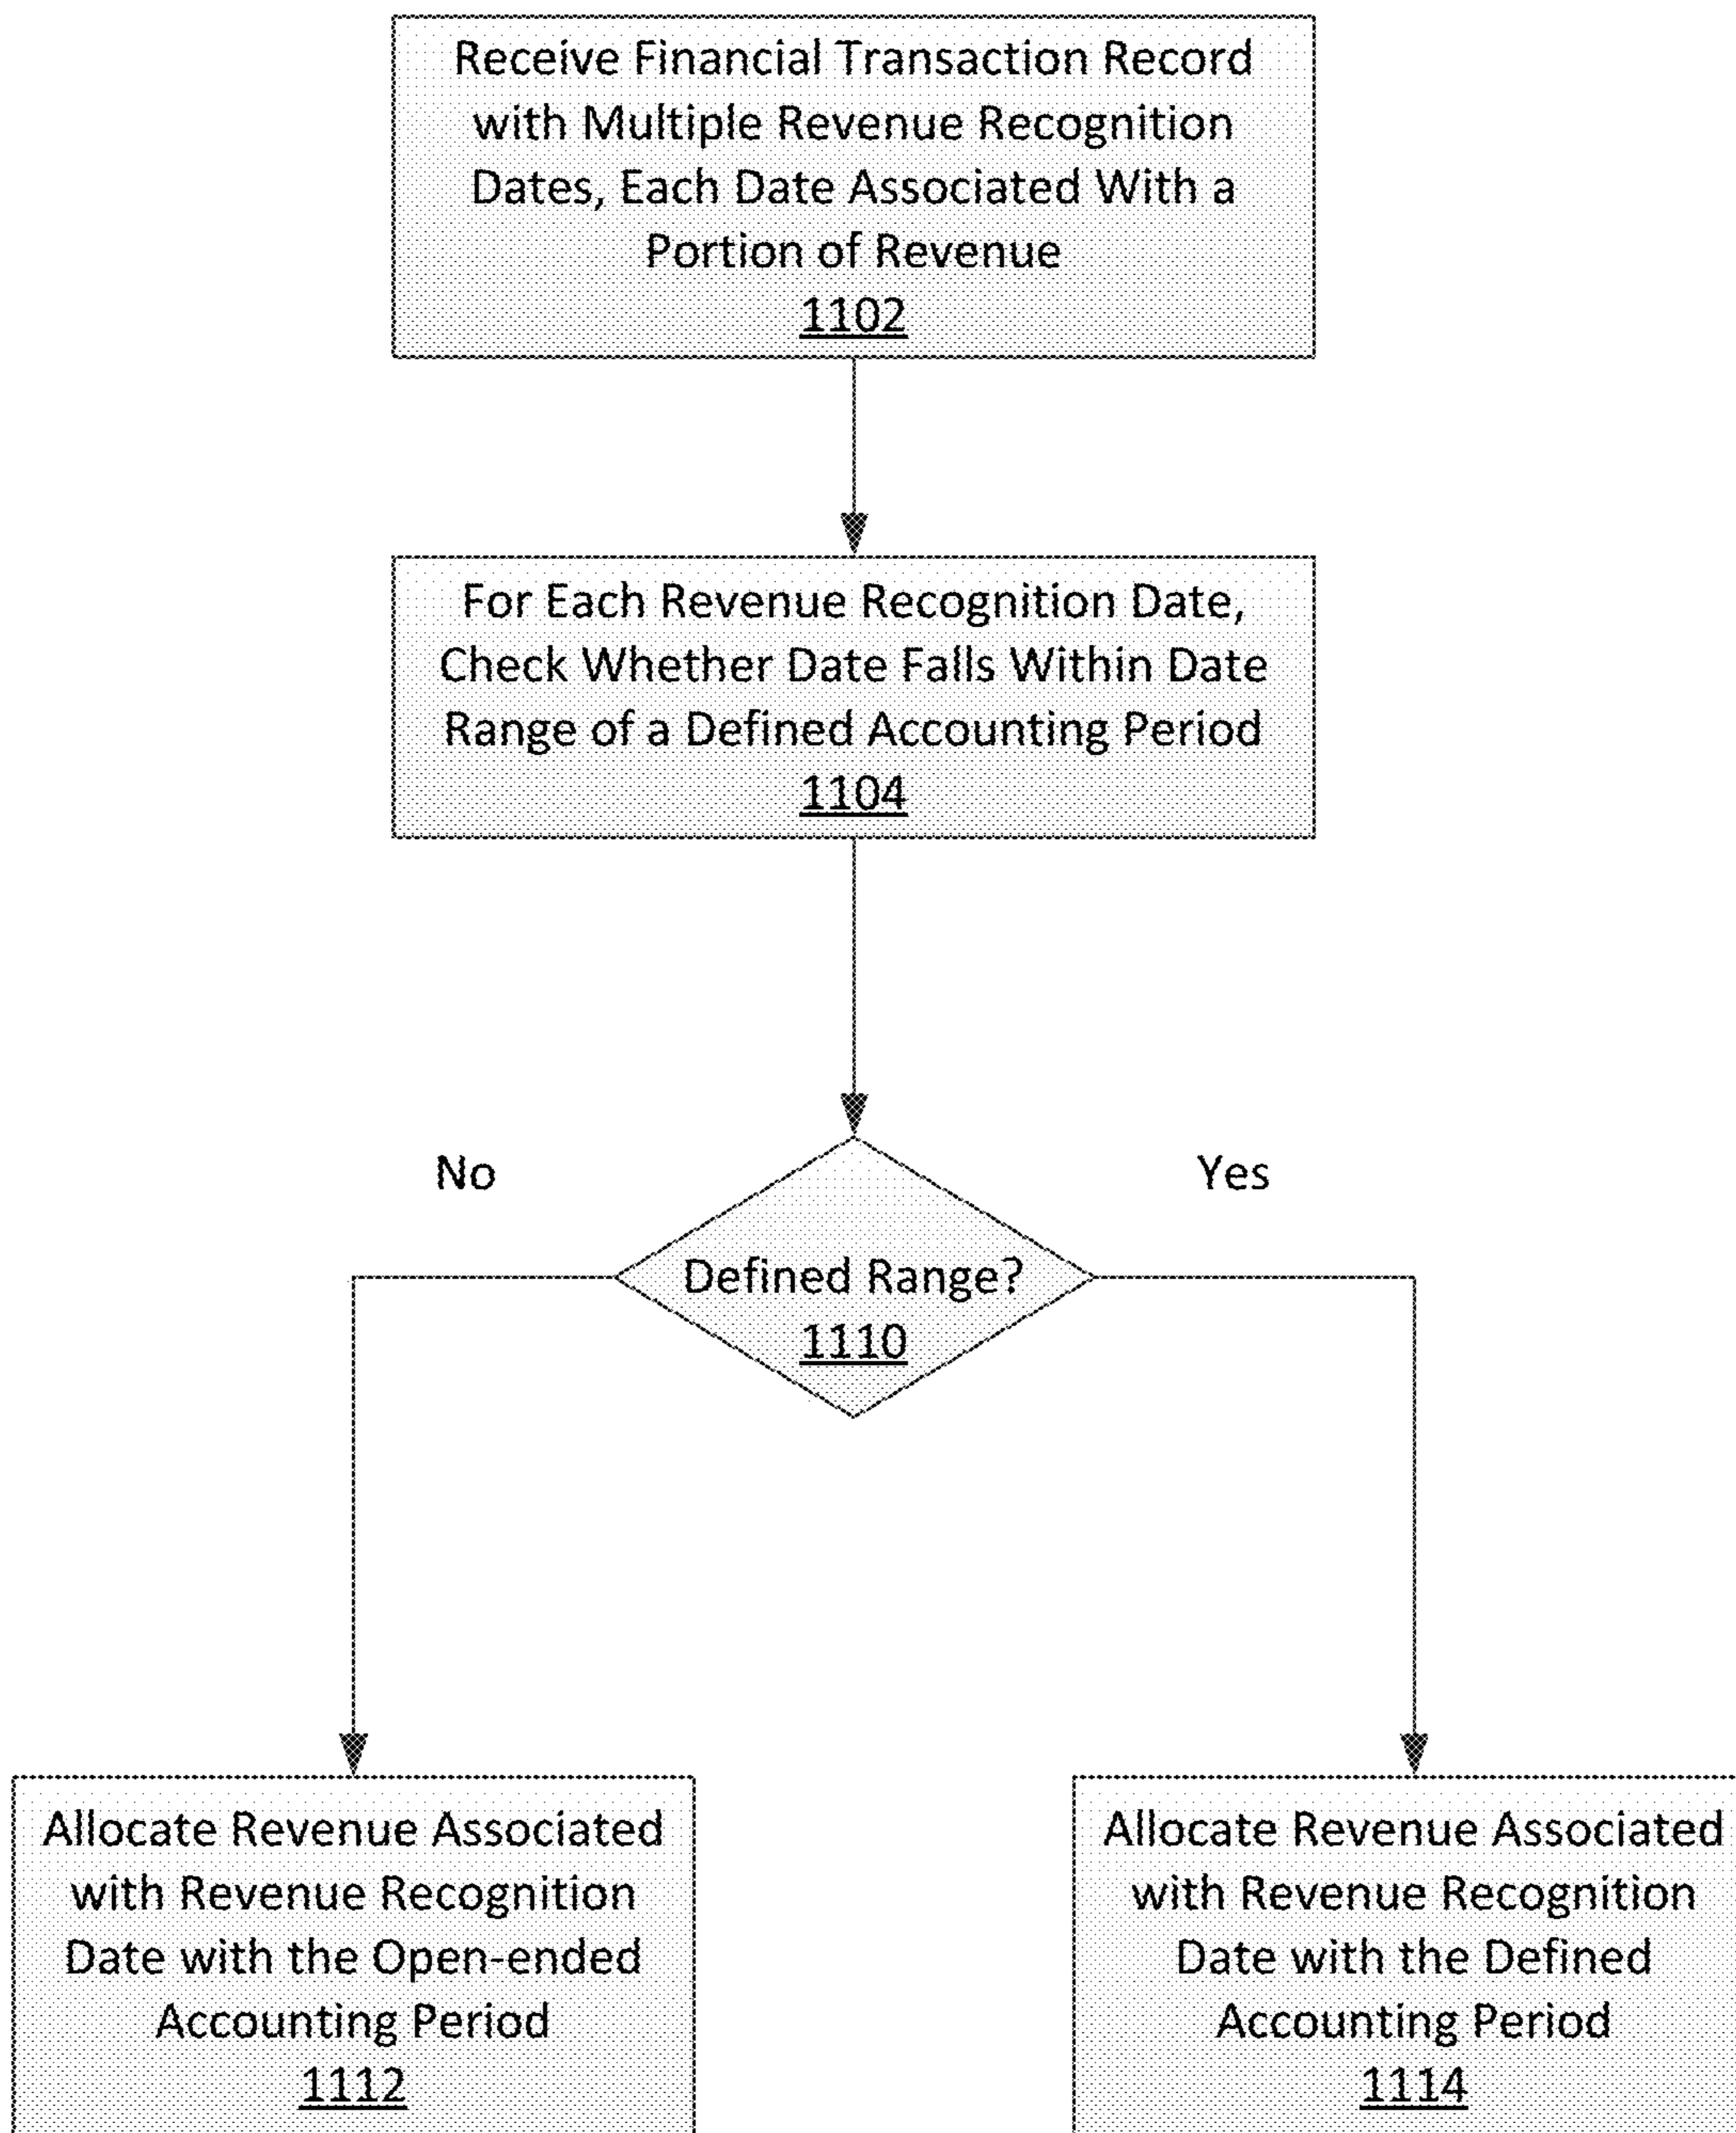 Receive Financial Transaction Record
with Multiple Revenue Recognition
Dates, Each Date Associated With a
Portion of Revenue
1102
For Each Revenue Recognition Date,
Check Whether Date Falls Within Date
Range of a Defined Accounting Period
1104
No
Yes
Defined Range?
1110
Allocate Revenue Associated
with Revenue Recognition
Date with the Open-ended
Accounting Period
1112
Allocate Revenue Associated
with Revenue Recognition
Date with the Defined
Accounting Period
1114